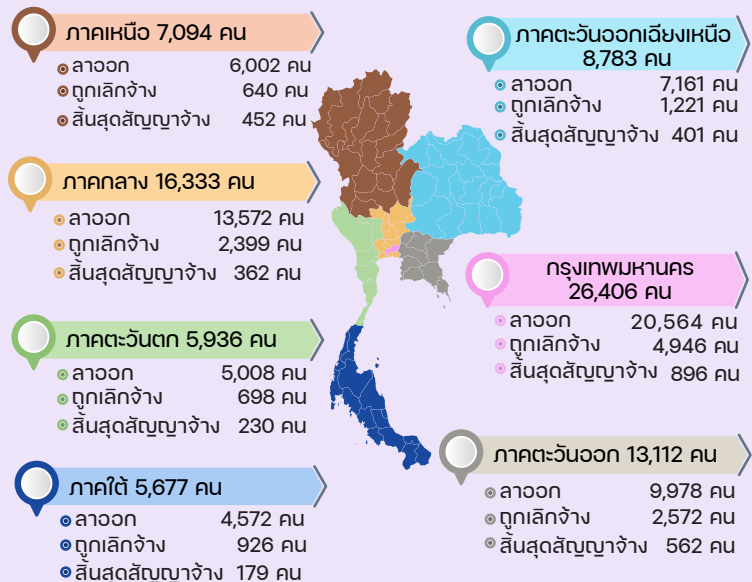 ภาคเหนือ 7,094 คน
ลาออก 6,002 คน
ถูกเลิกจ้าง 640 คน
สิ้นสุดสัญญาจ้าง 452 คน
ภาคกลาง 16,333 คน
ลาออก 13,572 คน
ถูกเลิกจ้าง 2,399 คน
สิ้นสุดสัญญาจ้าง 362 คน
ภาคตะวันตก 5,936 คน
ลาออก 5,008 คน
ถูกเลิกจ้าง 698 คน
สิ้นสุดสัญญาจ้าง 230 คน
ภาคใต้ 5,677 คน
ลาออก 4,572 คน
ถูกเลิกจ้าง 926 คน
สิ้นสุดสัญญาจ้าง 179 คน
ภาคตะวันออกเฉียงเหนือ
8,783 คน
ลาออก 7,161 คน
ถูกเลิกจ้าง 1,221 คน
สิ้นสุดสัญญาจ้าง 401 คน
กรุงเทพมหานคร
26,406 คน
ลาออก 20,564 คน
ถูกเลิกจ้าง 4,946 คน
สิ้นสุดสัญญาจ้าง 896 คน
ภาคตะวันออก 13,112 คน
ลาออก 9,978 คน
ถูกเลิกจ้าง 2,572 คน
สิ้นสุดสัญญาจ้าง 562 คน